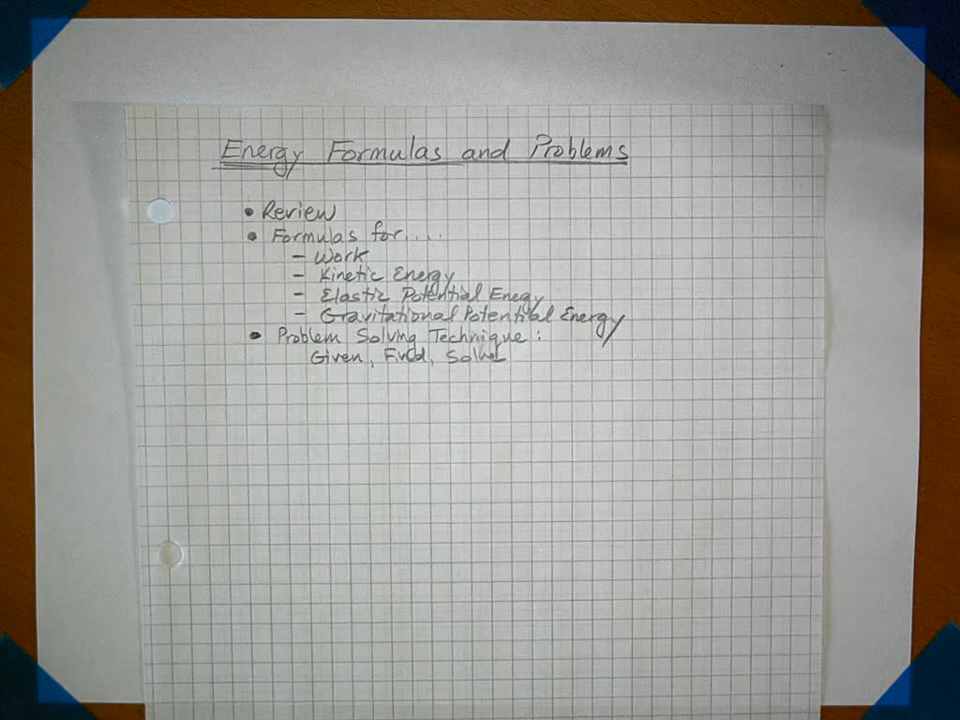 Energy Formulas and Problems
• Review
• Formulas for....
- Work
- Kinetic Energy
- Elastic Potential Energy
- Gravitational Potential Energy
• Problem Solving Technique :
Given, Find, Solve